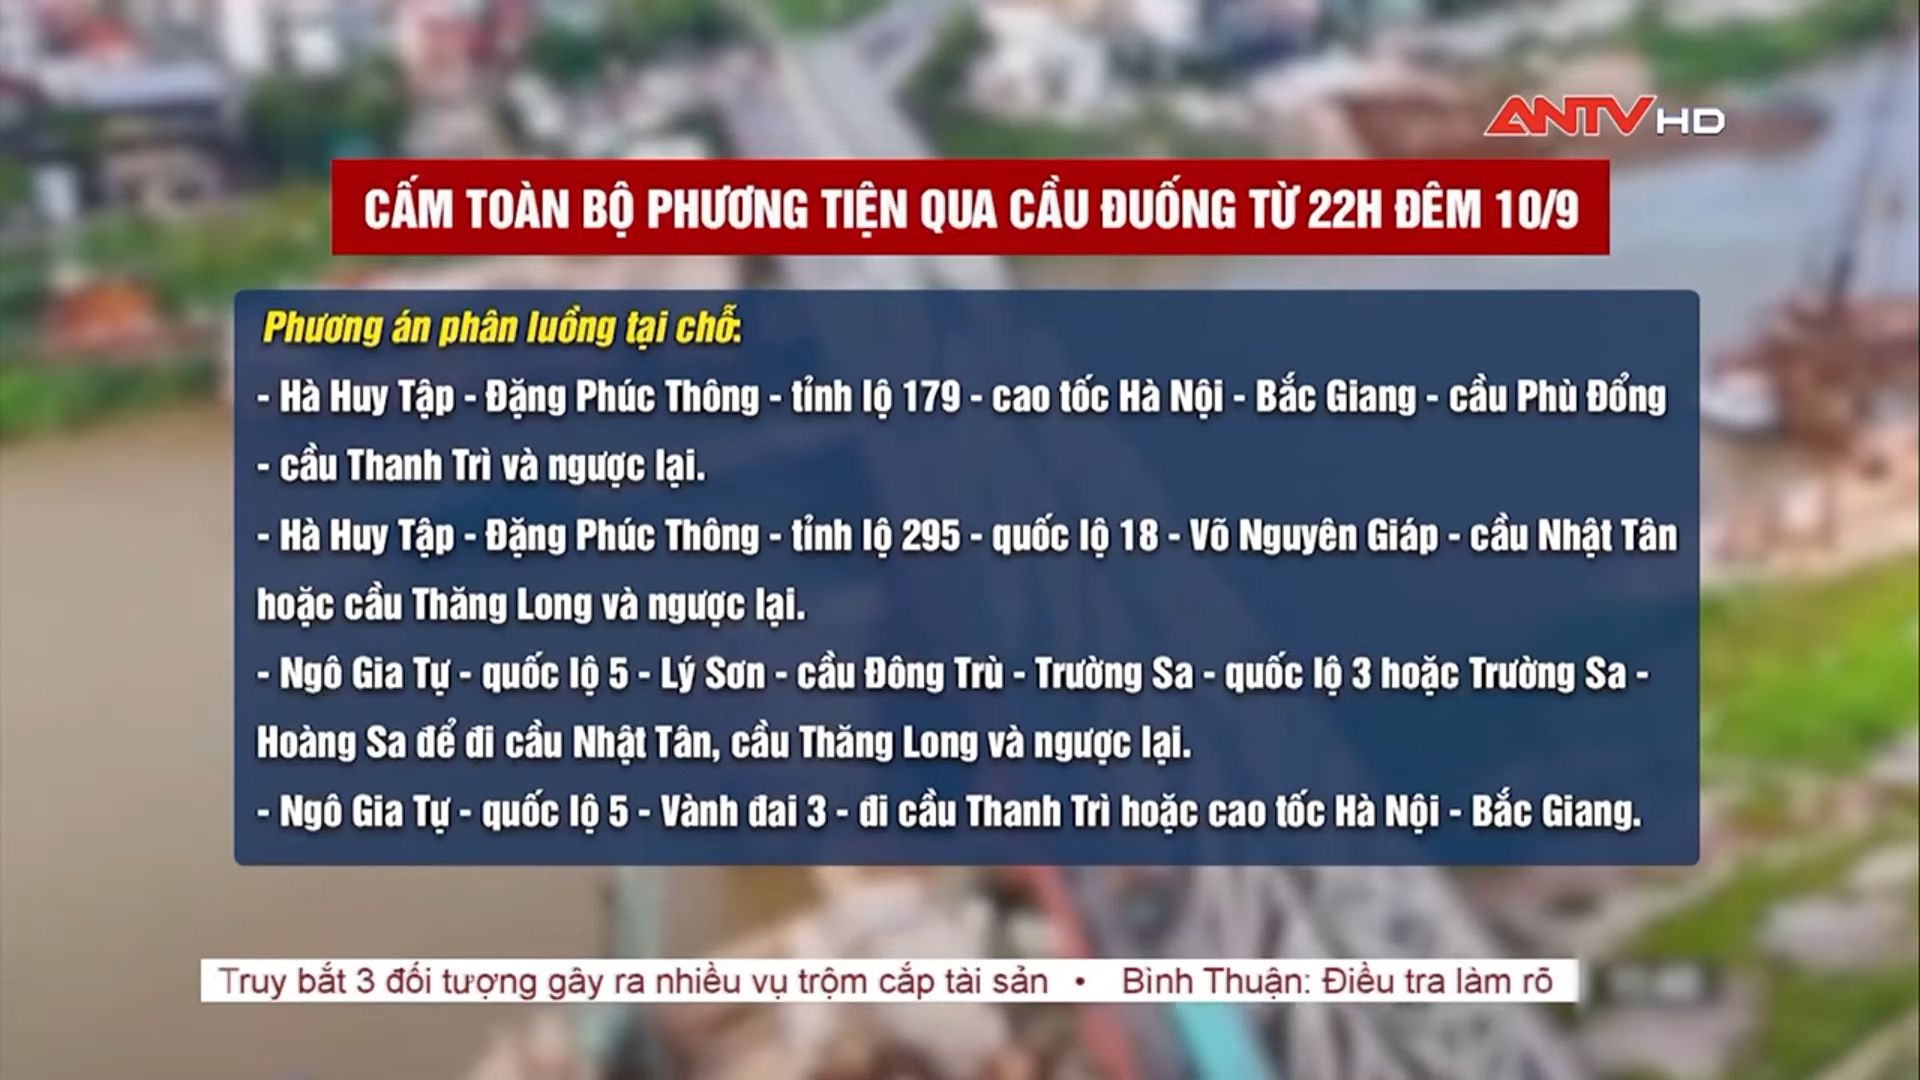 ANTV HD
CẤM TOÀN BỘ PHƯƠNG TIỆN QUA CẦU ĐUỐNG TỪ 22H ĐÊM 10/9
Phương án phân luồng tại chỗ:
- Hà Huy Tập - Đặng Phúc Thông - tỉnh lộ 179 - cao tốc Hà Nội - Bắc Giang - cầu Phù Đổng
- cầu Thanh Trì và ngược lại.
- Hà Huy Tập - Đặng Phúc Thông - tỉnh lộ 295 - quốc lộ 18 - Võ Nguyên Giáp - cầu Nhật Tân
hoặc cầu Thăng Long và ngược lại.
- Ngô Gia Tự - quốc lộ 5 - Lý Sơn - cầu Đông Trù - Trường Sa - quốc lộ 3 hoặc Trường Sa -
Hoàng Sa để đi cầu Nhật Tân, cầu Thăng Long và ngược lại.
- Ngô Gia Tự - quốc lộ 5 - Vành đai 3 - đi cầu Thanh Trì hoặc cao tốc Hà Nội - Bắc Giang.
Truy bắt 3 đối tượng gây ra nhiều vụ trộm cắp tài sản • Bình Thuận: Điều tra làm rõ